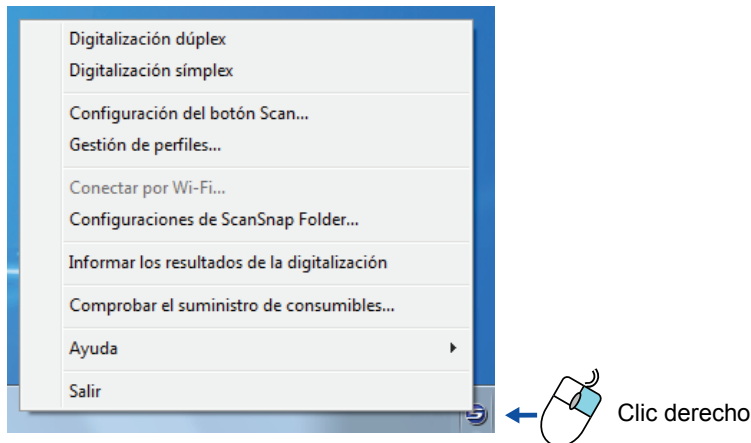 Digitalización dúplex
Digitalización símplex
Configuración del botón Scan...
Gestión de perfiles...
Conectar por Wi-Fi...
Configuraciones de ScanSnap Folder...
Informar los resultados de la digitalización
Comprobar el suministro de consumibles...
Ayuda
Salir
Clic derecho